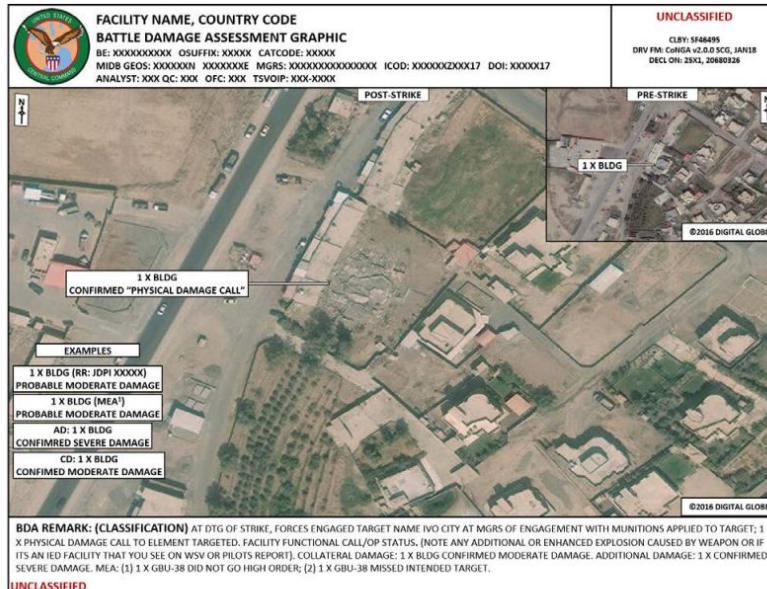 UNITED STATES
CENTRAL COMMAND
FACILITY NAME, COUNTRY CODE
BATTLE DAMAGE ASSESSMENT GRAPHIC
BE: XXXXXXXXXX OSUFFIX: XXXXX CATCODE: XXXXX
MIDB GEOS: XXXXXXN XXXXXXXE MGRS: XXXXXXXXXXXXXXX ICOD: XXXXXXZXXX17 DOI: XXXXX17
ANALYST: XXX QC: XXX OFC: XXX TSVOIP: XXX-XXXX
UNCLASSIFIED
CLBY: SF46495
DRV FM: CoNGA v2.0.0 SCG, JAN18
DECL ON: 25X1, 20680326
N
POST-STRIKE
PRE-STRIKE
N
1 X BLDG
©2016 DIGITAL GLOBE
1 X BLDG
CONFIRMED "PHYSICAL DAMAGE CALL"
EXAMPLES
1 X BLDG (RR: JDPI XXXXX)
PROBABLE MODERATE DAMAGE
1 X BLDG (MEA¹)
PROBABLE MODERATE DAMAGE
AD: 1 X BLDG
CONFIMRED SEVERE DAMAGE
CD: 1 X BLDG
CONFIMED MODERATE DAMAGE
©2016 DIGITAL GLOBE
BDA REMARK: (CLASSIFICATION) AT DTG OF STRIKE, FORCES ENGAGED TARGET NAME IVO CITY AT MGRS OF ENGAGEMENT WITH MUNITIONS APPLIED TO TARGET; 1
X PHYSICAL DAMAGE CALL TO ELEMENT TARGETED. FACILITY FUNCTIONAL CALL/OP STATUS. (NOTE ANY ADDITIONAL OR ENHANCED EXPLOSION CAUSED BY WEAPON OR IF
ITS AN IED FACILITY THAT YOU SEE ON WSV OR PILOTS REPORT). COLLATERAL DAMAGE: 1 X BLDG CONFIRMED MODERATE DAMAGE. ADDITIONAL DAMAGE: 1 X CONFIRMED
SEVERE DAMAGE. MEA: (1) 1 X GBU-38 DID NOT GO HIGH ORDER; (2) 1 X GBU-38 MISSED INTENDED TARGET.
UNCLASSIFIED